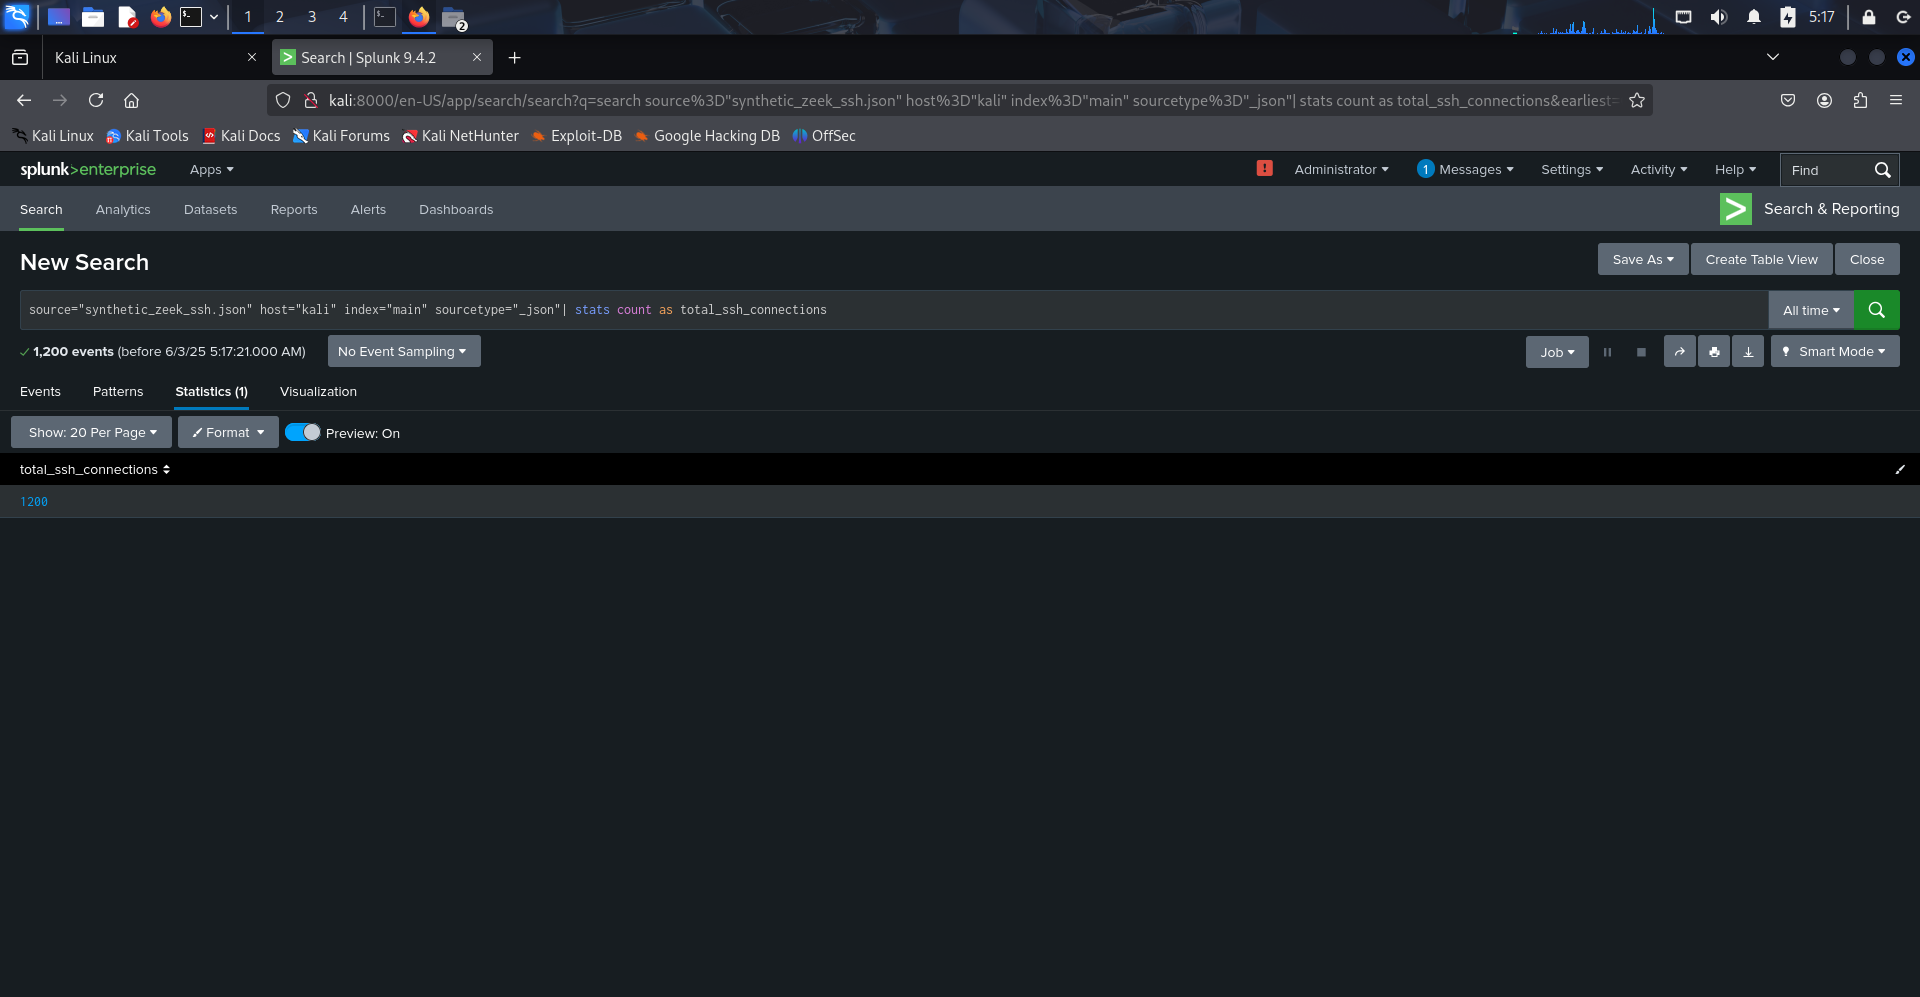 1 2 3 4 2 5:17
Kali Linux Search | Splunk 9.4.2
kali:8000/en-US/app/search/search?q=search source%3D"synthetic_zeek_ssh.json" host%3D"kali" index%3D"main" sourcetype%3D"_json"| stats count as total_ssh_connections&earliest=
Kali Linux Kali Tools Kali Docs Kali Forums Kali NetHunter Exploit-DB Google Hacking DB OffSec
splunk>enterprise Apps ! Administrator 1 Messages Settings Activity Help Find
Search Analytics Datasets Reports Alerts Dashboards > Search & Reporting
New Search Save As Create Table View Close
source="synthetic_zeek_ssh.json" host="kali" index="main" sourcetype="_json"| stats count as total_ssh_connections All time
1,200 events (before 6/3/25 5:17:21.000 AM) No Event Sampling Job Smart Mode
Events Patterns Statistics (1) Visualization
Show: 20 Per Page Format Preview: On
total_ssh_connections
1200